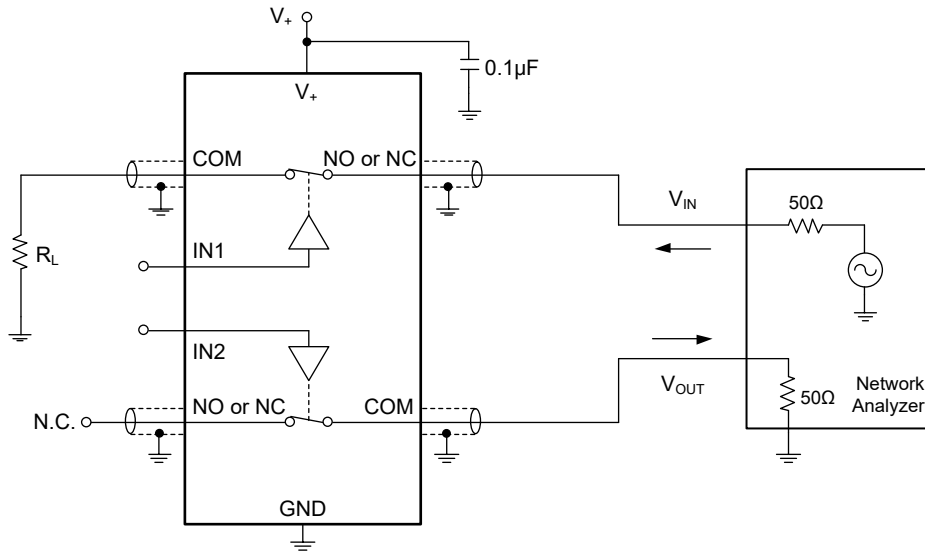 V+
0.1µF
V+
COM
NO or NC
VIN
50Ω
RL
IN1
IN2
VOUT
NO or NC
COM
50Ω
Network
Analyzer
N.C.
GND